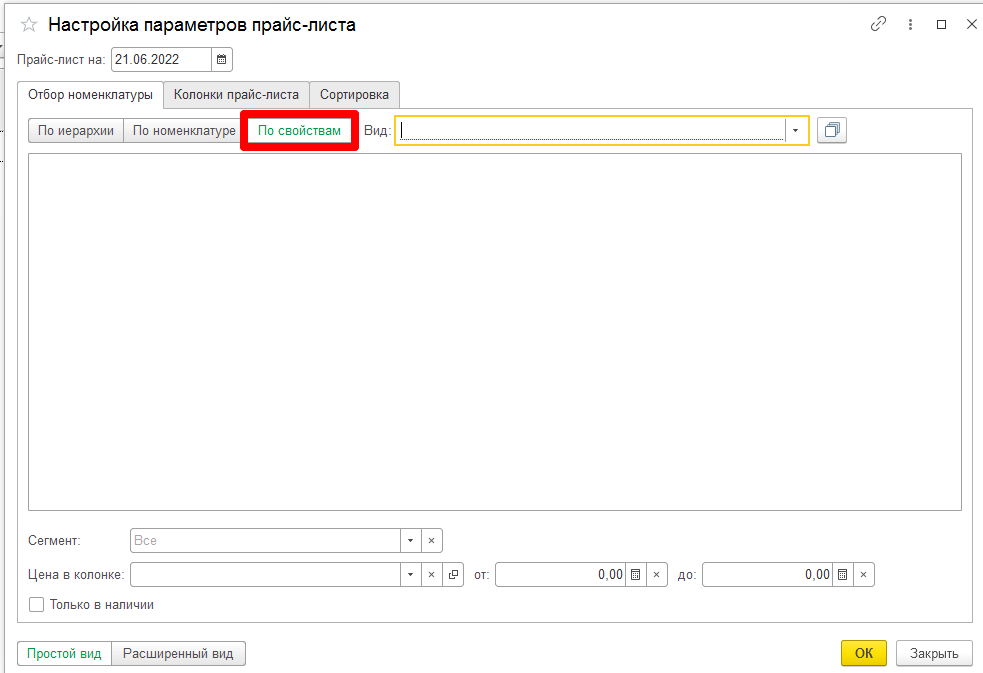 Настройка параметров прайс-листа
Прайс-лист на: 21.06.2022
Отбор номенклатуры Колонки прайс-листа Сортировка
По иерархии По номенклатуре По свойствам Вид:
Сегмент: Все
Цена в колонке: от: 0,00 до: 0,00
Только в наличии
Простой вид Расширенный вид ОК Закрыть